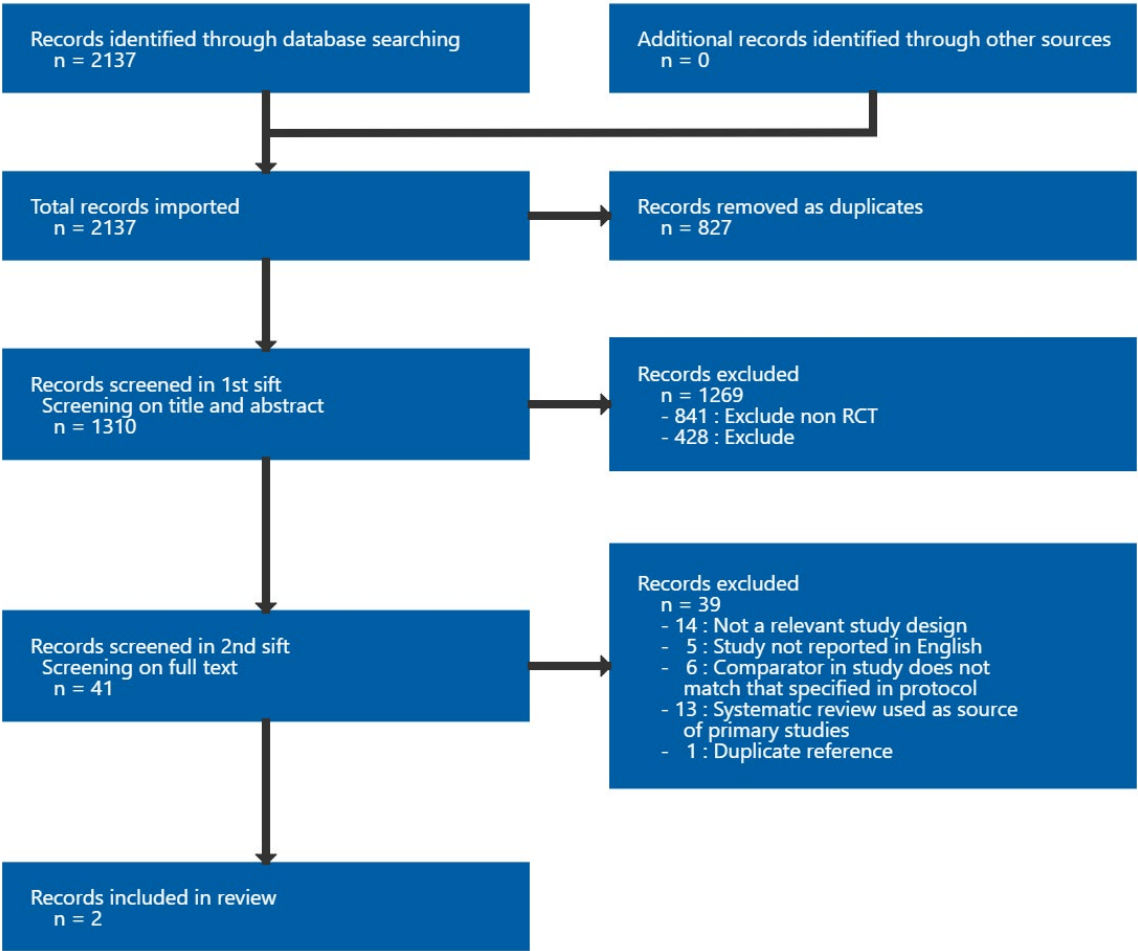 Records identified through database searching
n = 2137
Additional records identified through other sources
n = 0
Total records imported
n = 2137
Records removed as duplicates
n = 827
Records screened in 1st sift
Screening on title and abstract
n = 1310
Records excluded
n = 1269
- 841 : Exclude non RCT
- 428 : Exclude
Records screened in 2nd sift
Screening on full text
n = 41
Records excluded
n = 39
- 14 : Not a relevant study design
- 5 : Study not reported in English
- 6 : Comparator in study does not
match that specified in protocol
- 13 : Systematic review used as source
of primary studies
- 1 : Duplicate reference
Records included in review
n = 2